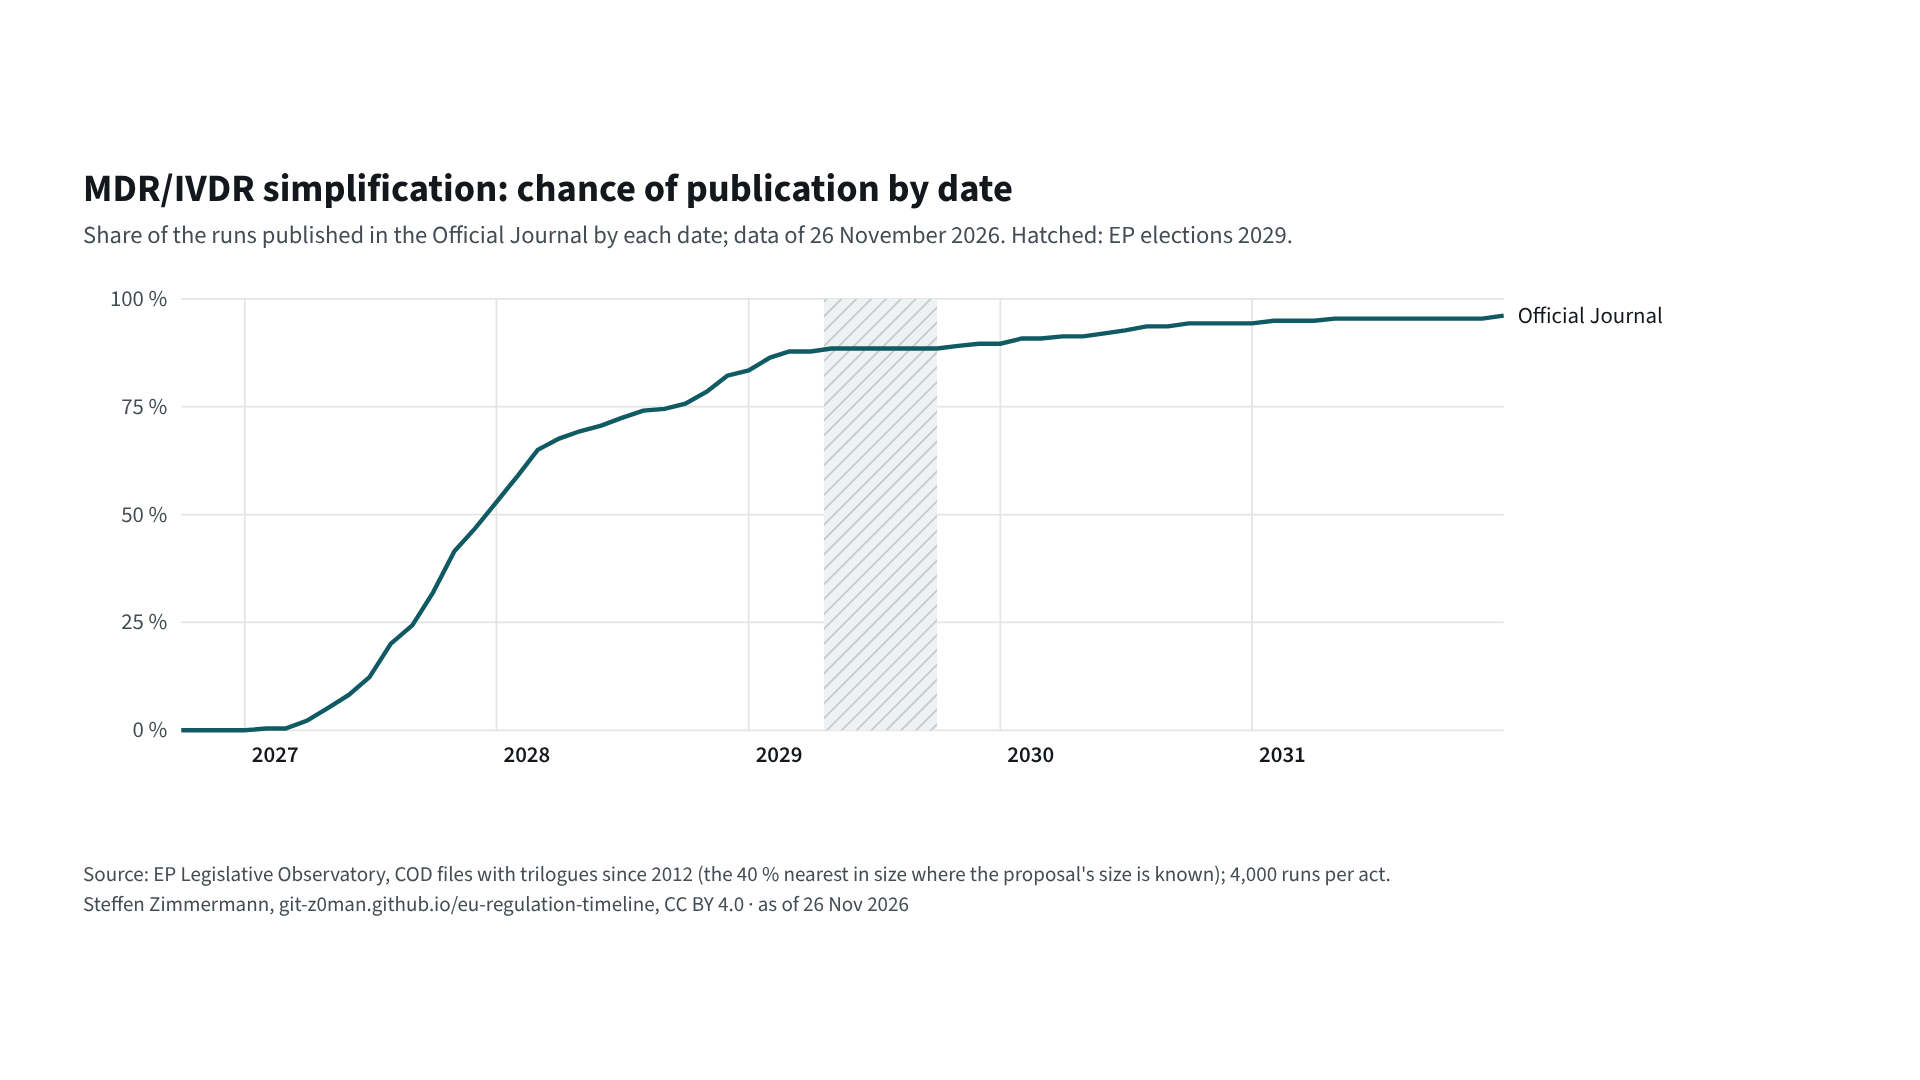 MDR/IVDR simplification: chance of publication by date
Share of the runs published in the Official Journal by each date; data of 26 November 2026. Hatched: EP elections 2029.
100 %
Official Journal
75 %
50 %
25 %
0 %
2027 2028 2029 2030 2031
Source: EP Legislative Observatory, COD files with trilogues since 2012 (the 40 % nearest in size where the proposal's size is known); 4,000 runs per act.
Steffen Zimmermann, git-z0man.github.io/eu-regulation-timeline, CC BY 4.0 · as of 26 Nov 2026